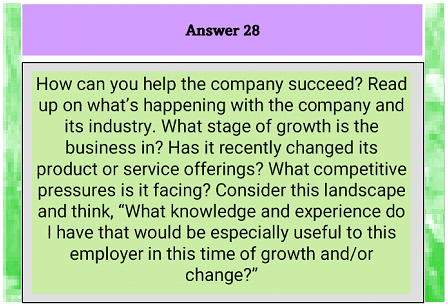 Answer 28
How can you help the company succeed? Read
up on what's happening with the company and
its industry. What stage of growth is the
business in? Has it recently changed its
product or service offerings? What competitive
pressures is it facing? Consider this landscape
and think, “What knowledge and experience do
I have that would be especially useful to this
employer in this time of growth and/or
change?”